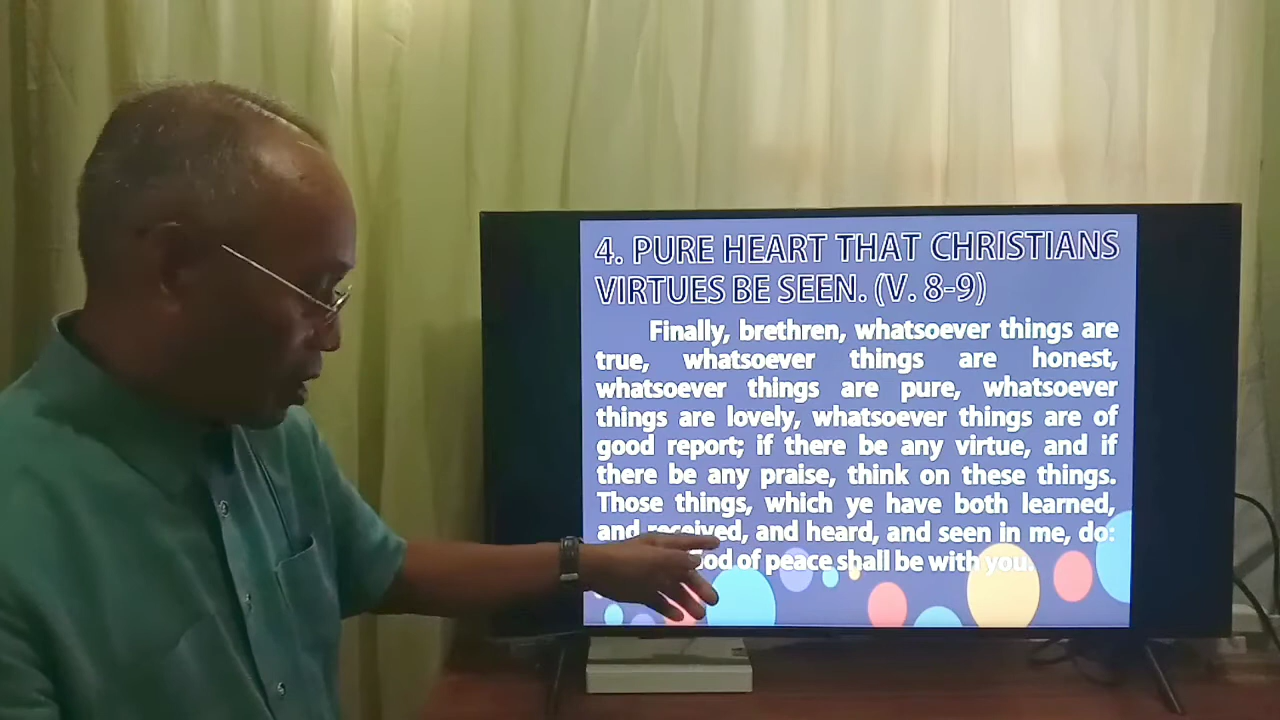 4. PURE HEART THAT CHRISTIANS
VIRTUES BE SEEN. (V. 8-9)
Finally, brethren, whatsoever things are
true, whatsoever things are honest,
whatsoever things are pure, whatsoever
things are lovely, whatsoever things are of
good report; if there be any virtue, and if
there be any praise, think on these things.
Those things, which ye have both learned,
and received, and heard, and seen in me, do:
God of peace shall be with you.